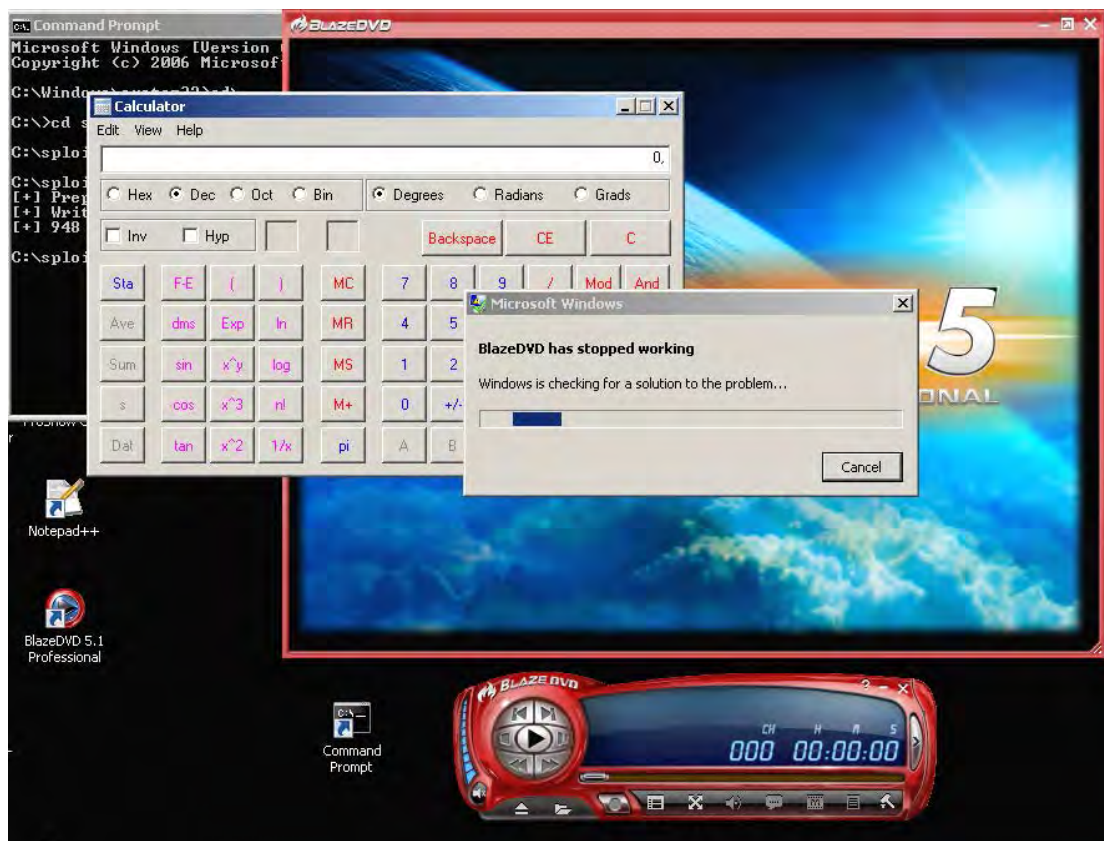 Command Prompt
Microsoft Windows [Version
Copyright (c) 2006 Microsof
C:\>cd s
C:\sploi
C:\sploi
[+] Prep
[+] Writ
[+] 948
C:\sploi
BLAZEDVD
Calculator
Edit View Help
0,
Hex Dec Oct Bin Degrees Radians Grads
Inv Hyp Backspace CE C
Sta F-E ( ) MC 7 8 9 / Mod And
Ave dms Exp ln MR 4 5
Sum sin x^y log MS 1 2
s cos x^3 n! M+ 0 +/-
Dat tan x^2 1/x pi A B
Microsoft Windows
BlazeDVD has stopped working
Windows is checking for a solution to the problem...
Cancel
5
ONAL
Notepad++
BlazeDVD 5.1
Professional
Command
Prompt
BLAZE DVD
? - x
CH H M S
000 00:00:00